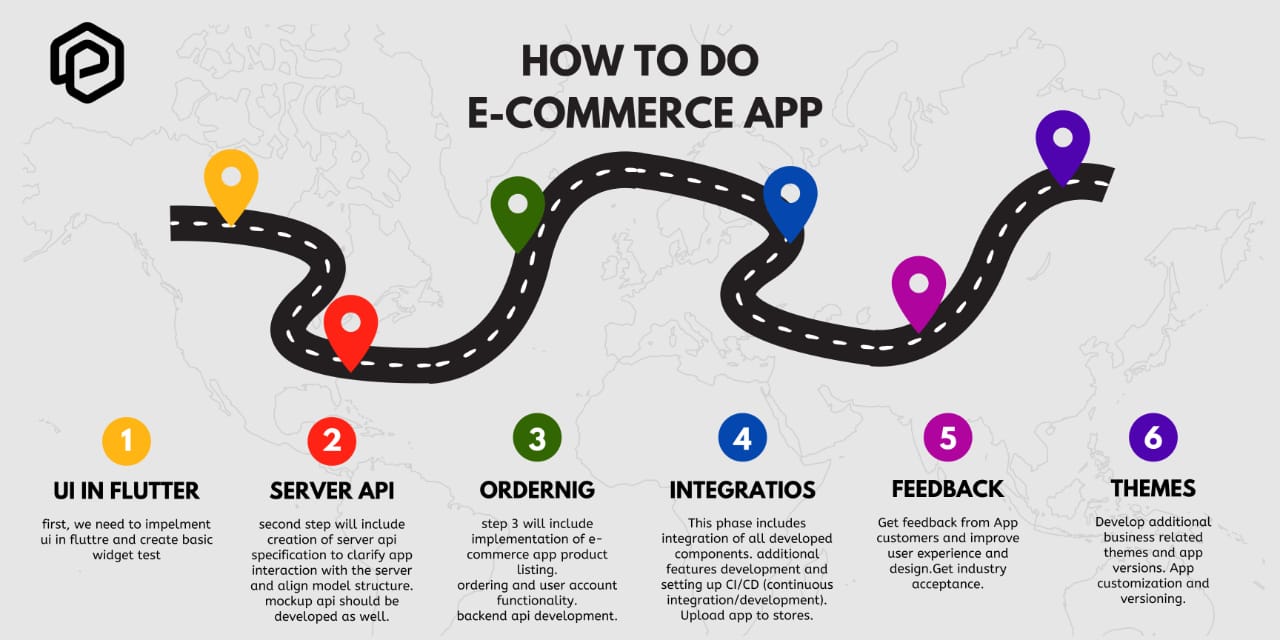 HOW TO DO
E-COMMERCE APP
1
UI IN FLUTTER
first, we need to impelment
ui in fluttre and create basic
widget test
2
SERVER API
second step will include
creation of server api
specification to clarify app
interaction with the server
and align model structure.
mockup api should be
developed as well.
3
ORDERNIG
step 3 will include
implementation of e-
commerce app product
listing.
ordering and user account
functionality.
backend api development.
4
INTEGRATIOS
This phase includes
integration of all developed
components. additional
features development and
setting up CI/CD (continuous
integration/development).
Upload app to stores.
5
FEEDBACK
Get feedback from App
customers and improve
user experience and
design.Get industry
acceptance.
6
THEMES
Develop additional
business related
themes and app
versions. App
customization and
versioning.